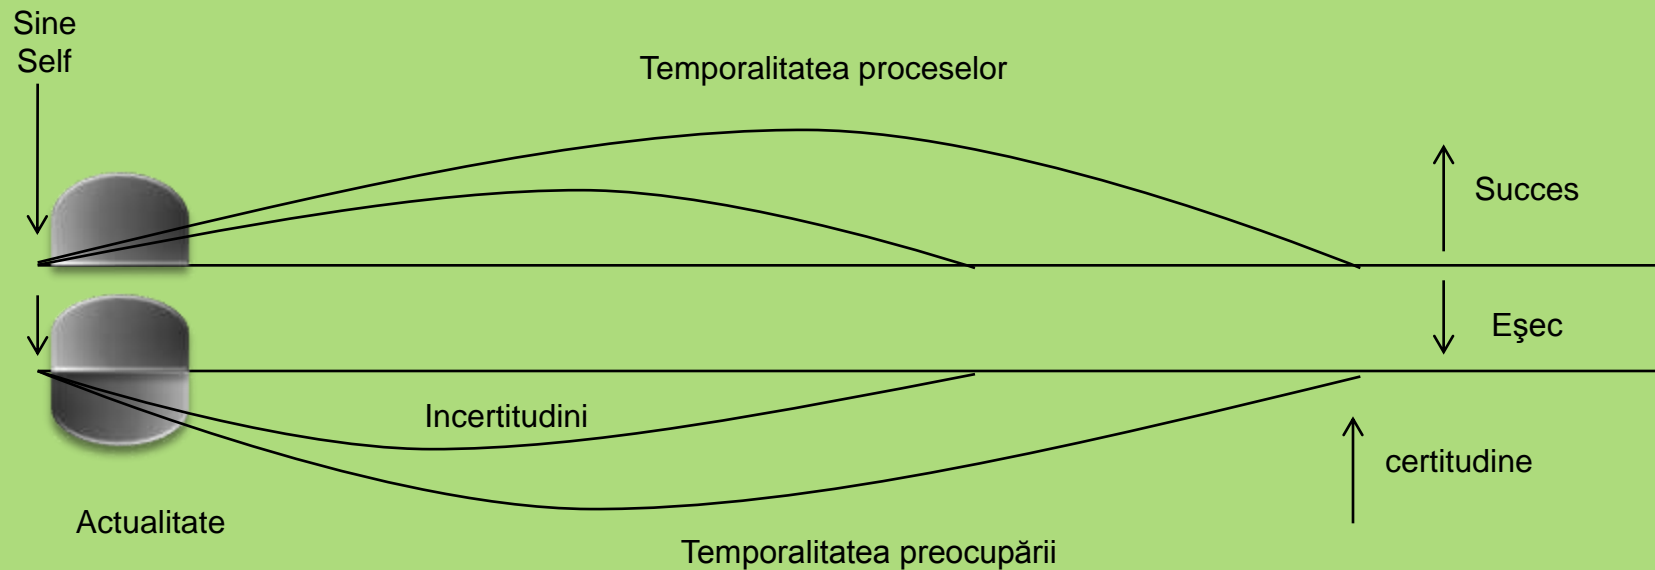 Sine
Self
Temporalitatea proceselor
Succes
Eşec
Incertitudini
certitudine
Actualitate
Temporalitatea preocupării